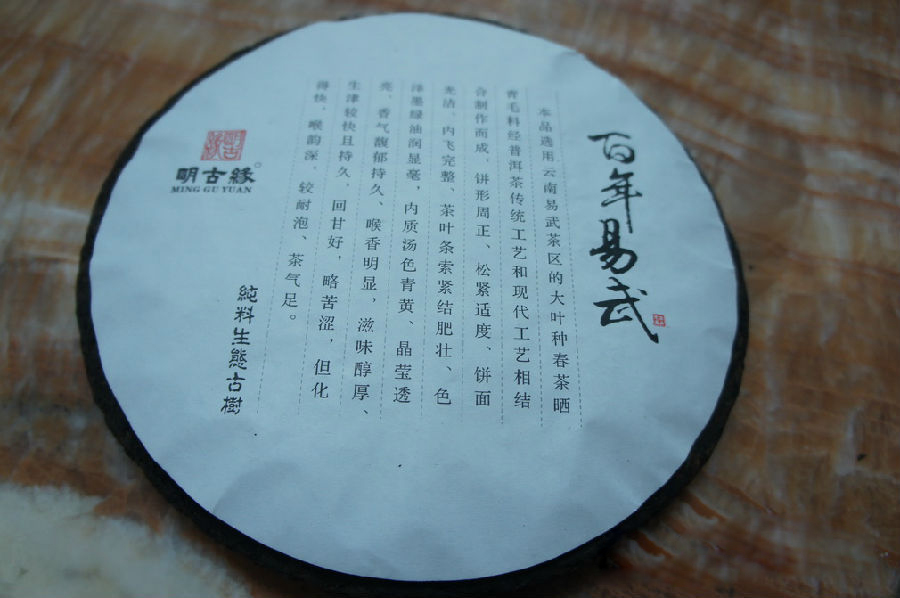 百年易武
本品选用云南易武茶区的大叶种春茶晒
青毛料经普洱茶传统工艺和现代工艺相结
合制作而成，饼形周正、松紧适度、饼面
光洁、内飞完整、茶叶条索紧结肥壮、色
泽墨绿油润显毫，内质汤色青黄、晶莹透
亮，香气馥郁持久、喉香明显，滋味醇厚、
生津较快且持久，回甘好，略苦涩，但化
得快，喉韵深，较耐泡、茶气足。
純料生態古樹
明古緣
MING GU YUAN